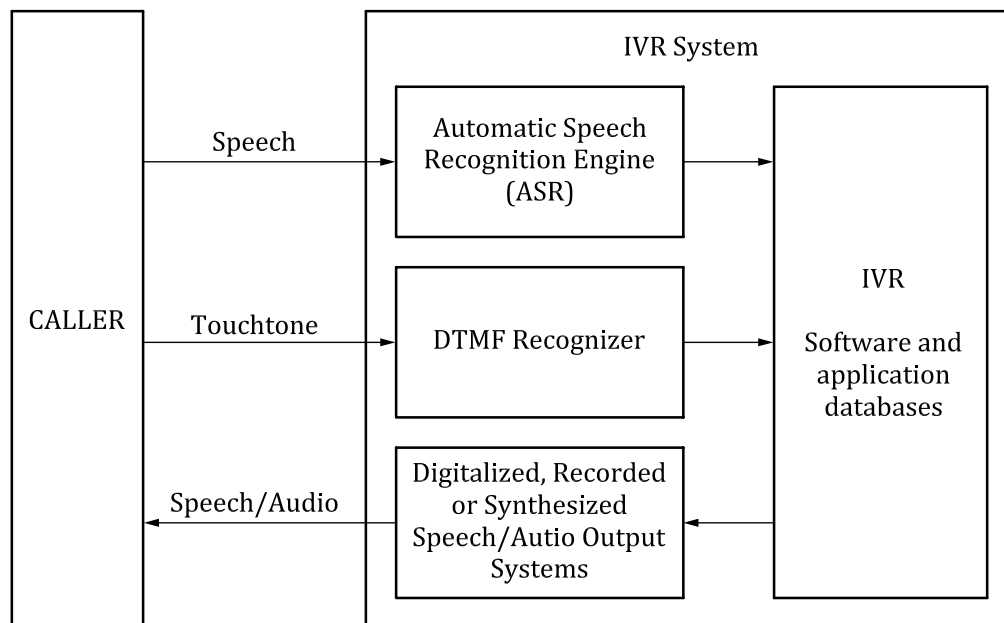 IVR System
Automatic Speech
Recognition Engine
(ASR)
Speech
CALLER
Touchtone
DTMF Recognizer
IVR
Software and
application
databases
Speech/Audio
Digitalized, Recorded
or Synthesized
Speech/Autio Output
Systems